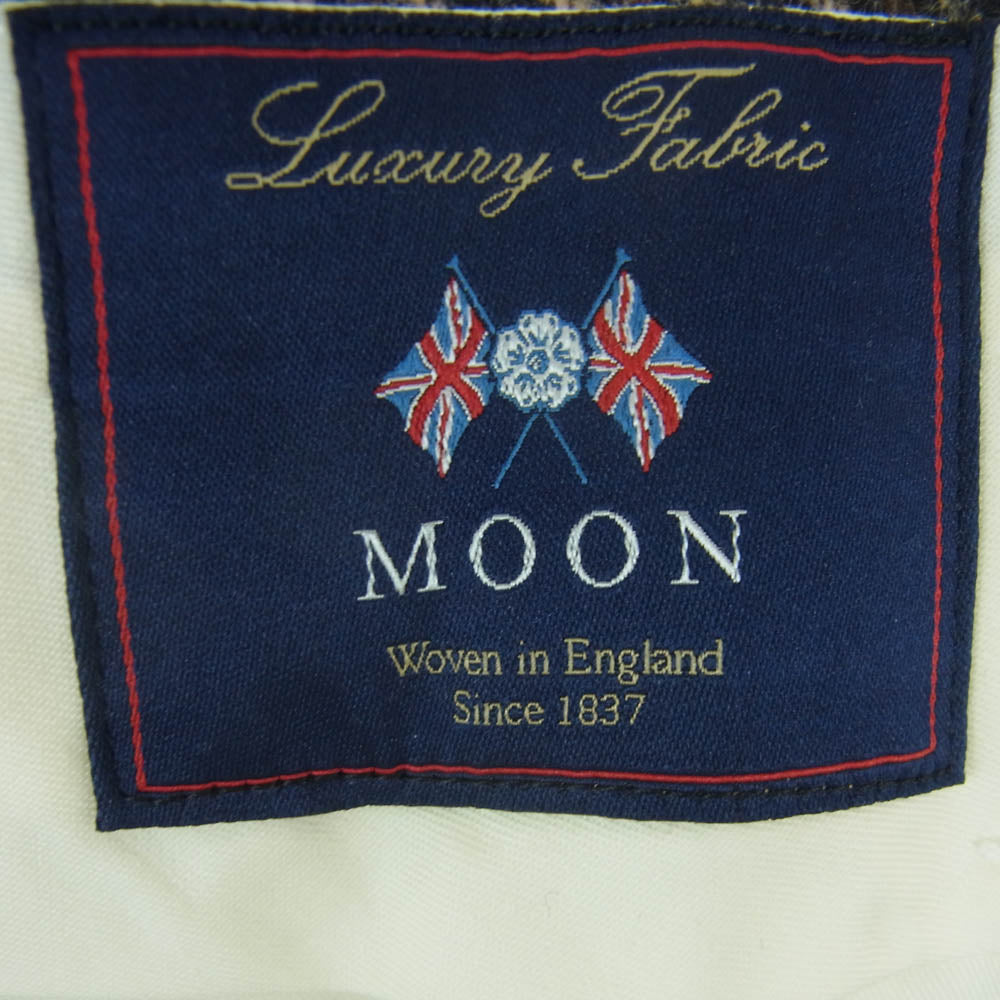 Luxury Fabric
MOON
Woven in England
Since 1837